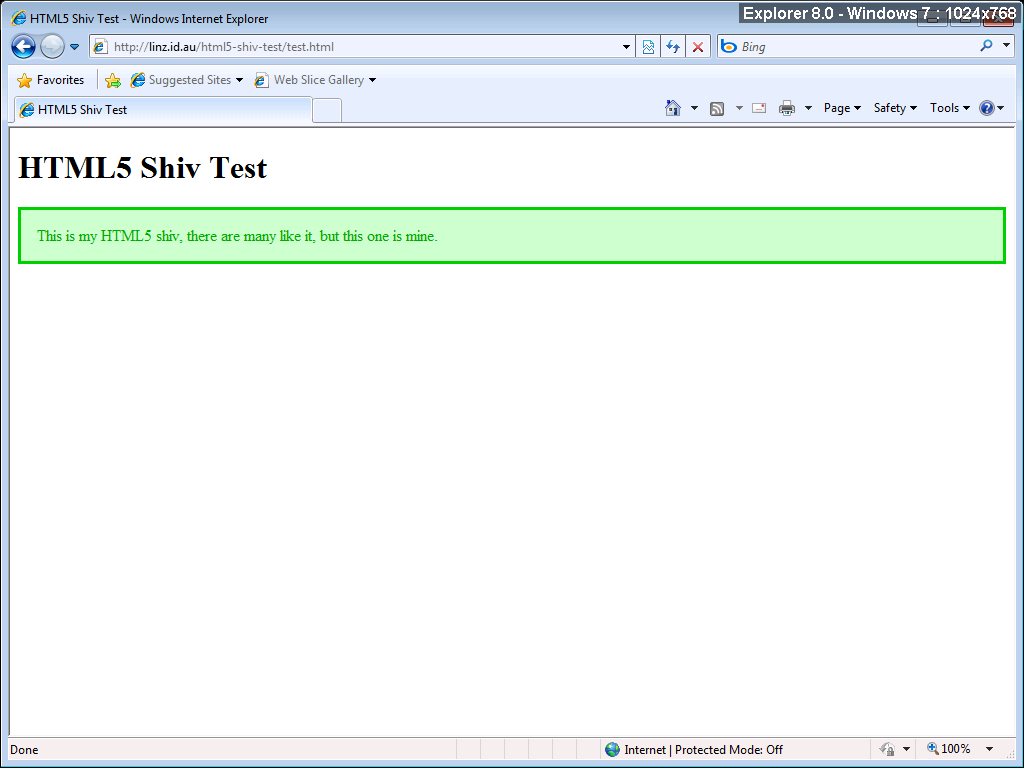 HTML5 Shiv Test - Windows Internet Explorer
Explorer 8.0 - Windows 7 : 1024x768
http://linz.id.au/html5-shiv-test/test.html
Bing
Favorites Suggested Sites Web Slice Gallery
HTML5 Shiv Test
Page Safety Tools
HTML5 Shiv Test
This is my HTML5 shiv, there are many like it, but this one is mine.
Done Internet | Protected Mode: Off 100%